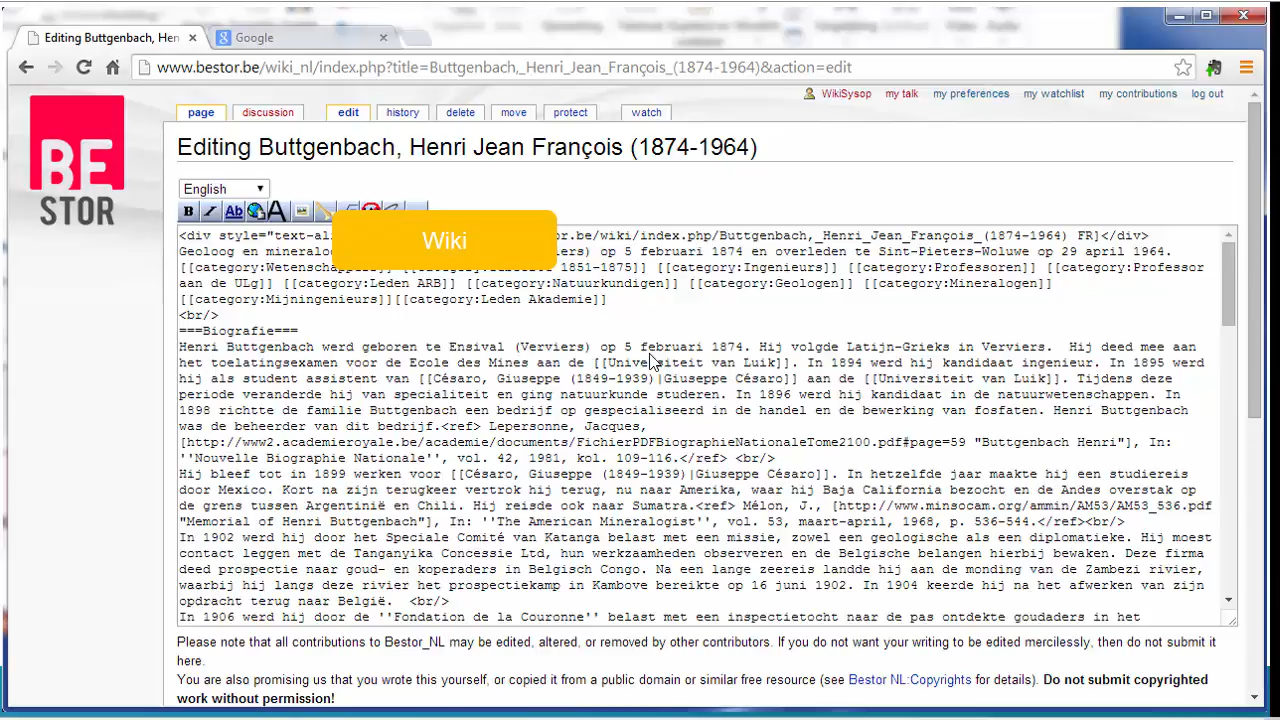 Editing Buttgenbach, Hen
Google
www.bestor.be/wiki_nl/index.php?title=Buttgenbach,_Henri_Jean_François_(1874-1964)&action=edit
WikiSysop my talk my preferences my watchlist my contributions log out
page discussion edit history delete move protect watch
BE
STOR
Editing Buttgenbach, Henri Jean François (1874-1964)
English
B I Ab A
Wiki
<div style="text-ali or.be/wiki/index.php/Buttgenbach,_Henri_Jean_François_(1874-1964) FR]</div>
Geoloog en mineralo iers) op 5 februari 1874 en overleden te Sint-Pieters-Woluwe op 29 april 1964.
[[category:Wetenschappers 1851-1875]] [[category:Ingenieurs]] [[category:Professoren]] [[category:Professor
aan de ULg]] [[category:Leden ARB]] [[category:Natuurkundigen]] [[category:Geologen]] [[category:Mineralogen]]
[[category:Mijningenieurs]][[category:Leden Akademie]]
<br/>
===Biografie===
Henri Buttgenbach werd geboren te Ensival (Verviers) op 5 februari 1874. Hij volgde Latijn-Grieks in Verviers. Hij deed mee aan
het toelatingsexamen voor de Ecole des Mines aan de [[Universiteit van Luik]]. In 1894 werd hij kandidaat ingenieur. In 1895 werd
hij als student assistent van [[Césaro, Giuseppe (1849-1939)|Giuseppe Césaro]] aan de [[Universiteit van Luik]]. Tijdens deze
periode veranderde hij van specialiteit en ging natuurkunde studeren. In 1896 werd hij kandidaat in de natuurwetenschappen. In
1898 richtte de familie Buttgenbach een bedrijf op gespecialiseerd in de handel en de bewerking van fosfaten. Henri Buttgenbach
was de beheerder van dit bedrijf.<ref> Lepersonne, Jacques,
[http://www2.academieroyale.be/academie/documents/FichierPDFBiographieNationaleTome2100.pdf#page=59 "Buttgenbach Henri"], In:
''Nouvelle Biographie Nationale'', vol. 42, 1981, kol. 109-116.</ref> <br/>
Hij bleef tot in 1899 werken voor [[Césaro, Giuseppe (1849-1939)|Giuseppe Césaro]]. In hetzelfde jaar maakte hij een studiereis
door Mexico. Kort na zijn terugkeer vertrok hij terug, nu naar Amerika, waar hij Baja California bezocht en de Andes overstak op
de grens tussen Argentinië en Chili. Hij reisde ook naar Sumatra.<ref> Mélon, J., [http://www.minsocam.org/ammin/AM53/AM53_536.pdf
"Memorial of Henri Buttgenbach"], In: ''The American Mineralogist'', vol. 53, maart-april, 1968, p. 536-544.</ref><br/>
In 1902 werd hij door het Speciale Comité van Katanga belast met een missie, zowel een geologische als een diplomatieke. Hij moest
contact leggen met de Tanganyika Concessie Ltd, hun werkzaamheden observeren en de Belgische belangen hierbij bewaken. Deze firma
deed prospectie naar goud- en koperaders in Belgisch Congo. Na een lange zeereis landde hij aan de monding van de Zambezi rivier,
waarbij hij langs deze rivier het prospectiekamp in Kambove bereikte op 16 juni 1902. In 1904 keerde hij na het afwerken van zijn
opdracht terug naar België. <br/>
In 1906 werd hij door de ''Fondation de la Couronne'' belast met een inspectietocht naar de pas ontdekte goudaders in het
Please note that all contributions to Bestor_NL may be edited, altered, or removed by other contributors. If you do not want your writing to be edited mercilessly, then do not submit it
here.
You are also promising us that you wrote this yourself, or copied it from a public domain or similar free resource (see Bestor NL:Copyrights for details). Do not submit copyrighted
work without permission!